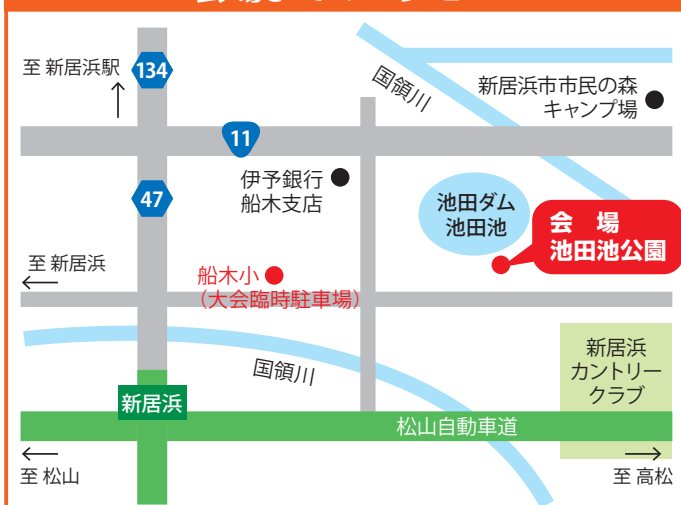 至 新居浜駅
134
国領川
新居浜市市民の森
キャンプ場
11
伊予銀行
船木支店
47
池田ダム
池田池
会 場
池田池公園
至 新居浜
船木小
（大会臨時駐車場）
国領川
新居浜
カントリー
クラブ
新居浜
松山自動車道
至 松山
至 高松